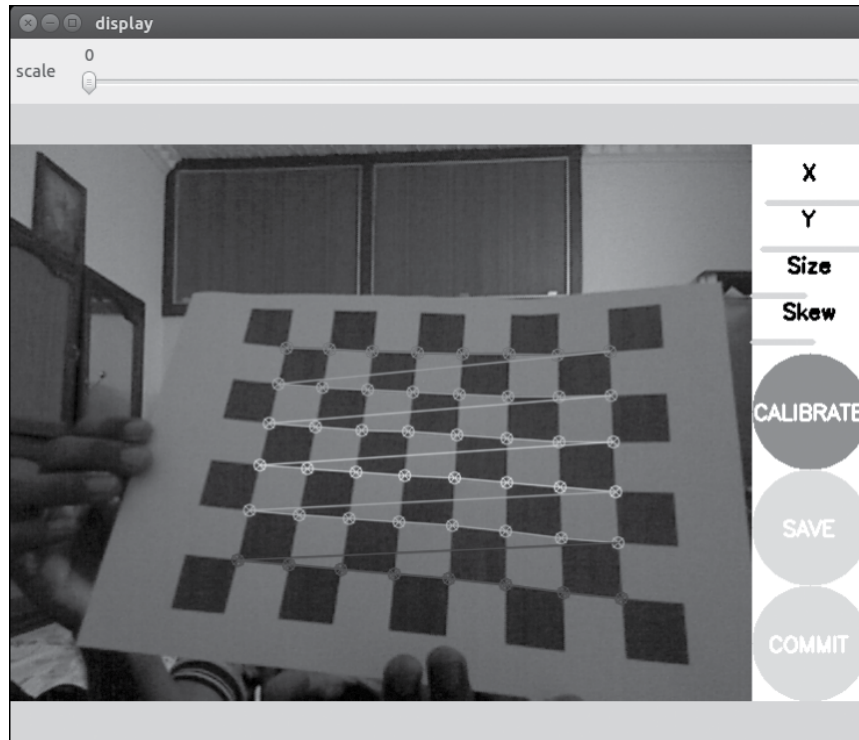 display
0
scale
X
Y
Size
Skew
CALIBRATE
SAVE
COMMIT